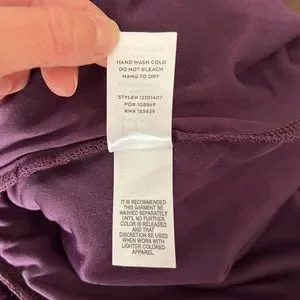 HAND WASH COLD
DO NOT BLEACH
HANG TO DRY
STYLE# 12101407
PO# 108869
RN# 155839
IT IS RECOMMENDED
THIS GARMENT BE
WASHED SEPARATELY
UNTIL NO FURTHER
COLOR IS RELEASED
AND THAT
DISCRETION BE USED
WHEN WORN WITH
LIGHTER COLORED
APPAREL.